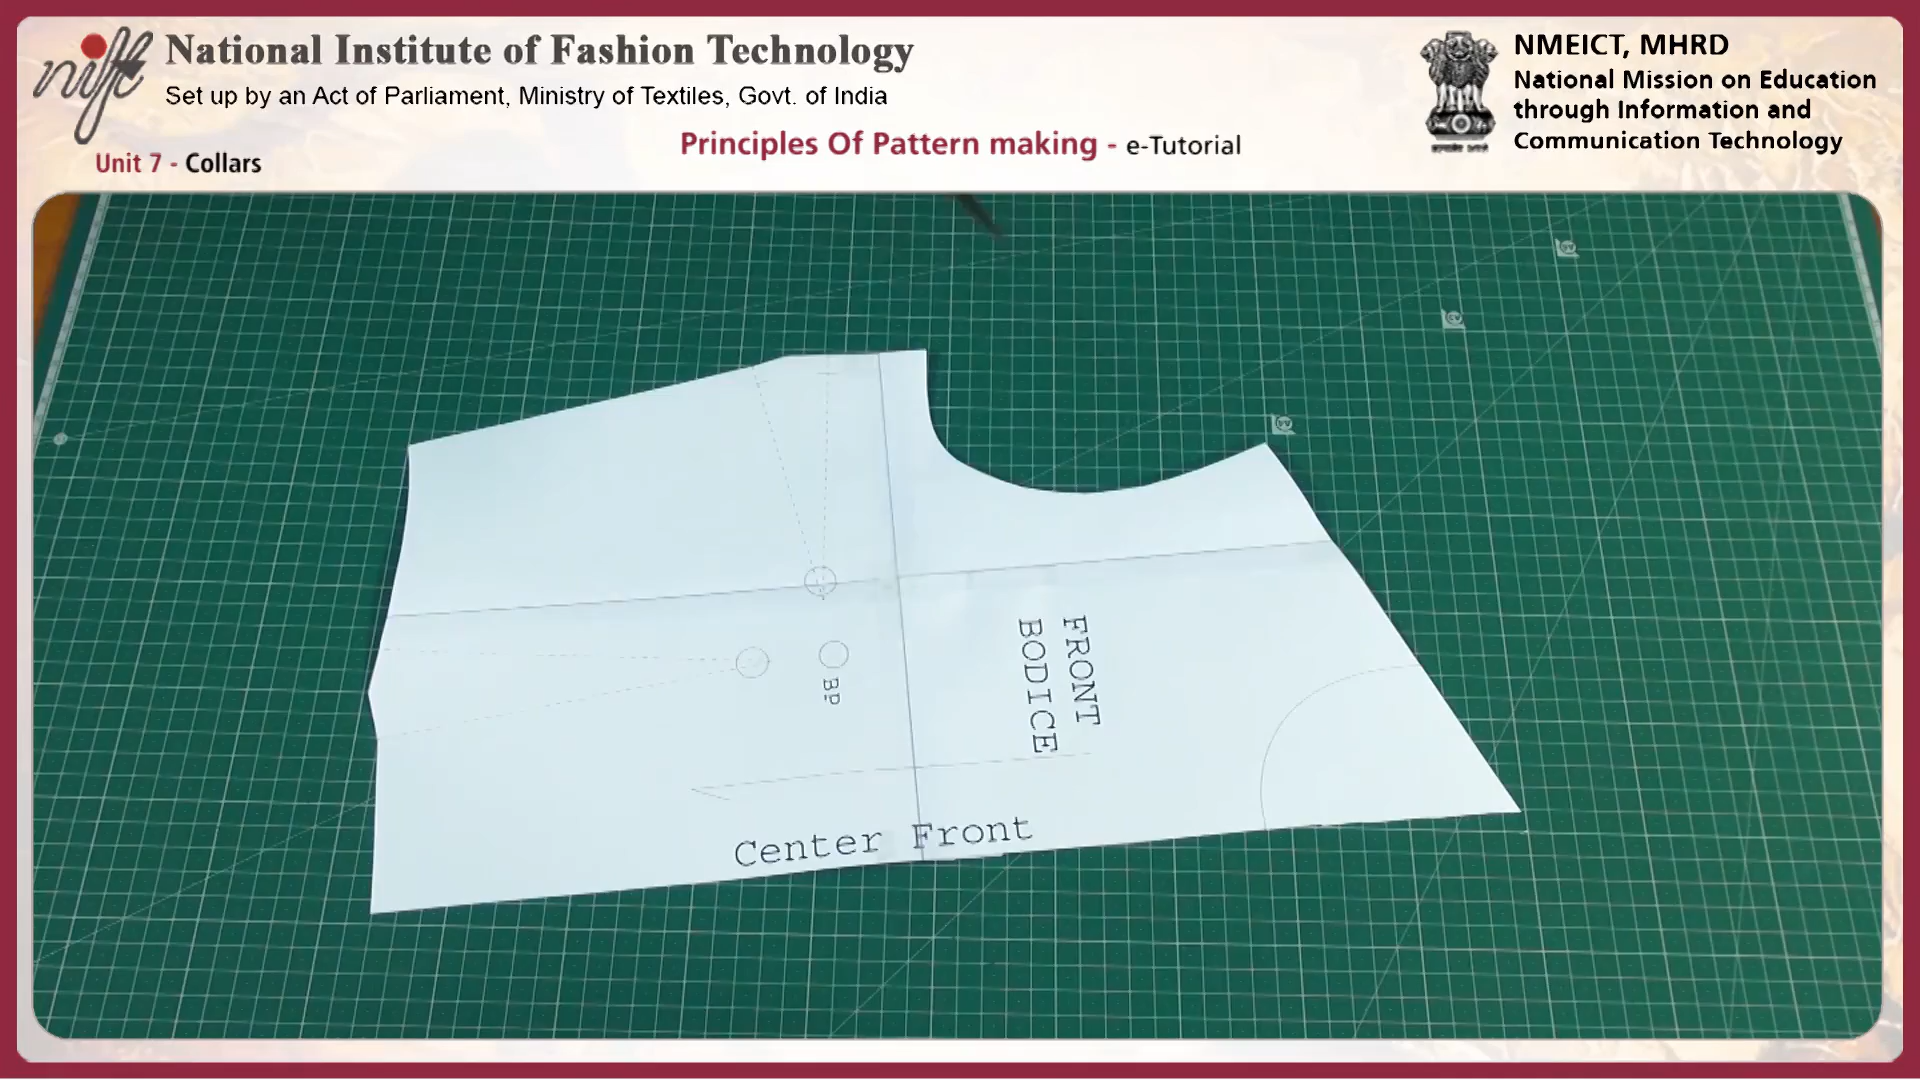 nift
National Institute of Fashion Technology
Set up by an Act of Parliament, Ministry of Textiles, Govt. of India
NMEICT, MHRD
National Mission on Education
through Information and
Communication Technology
Principles Of Pattern making - e-Tutorial
Unit 7 - Collars
FRONT
BODICE
BP
Center Front